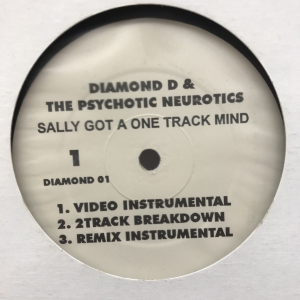 DIAMOND D &
THE PSYCHOTIC NEUROTICS
SALLY GOT A ONE TRACK MIND
1
DIAMOND 01
1. VIDEO INSTRUMENTAL
2. 2TRACK BREAKDOWN
3. REMIX INSTRUMENTAL